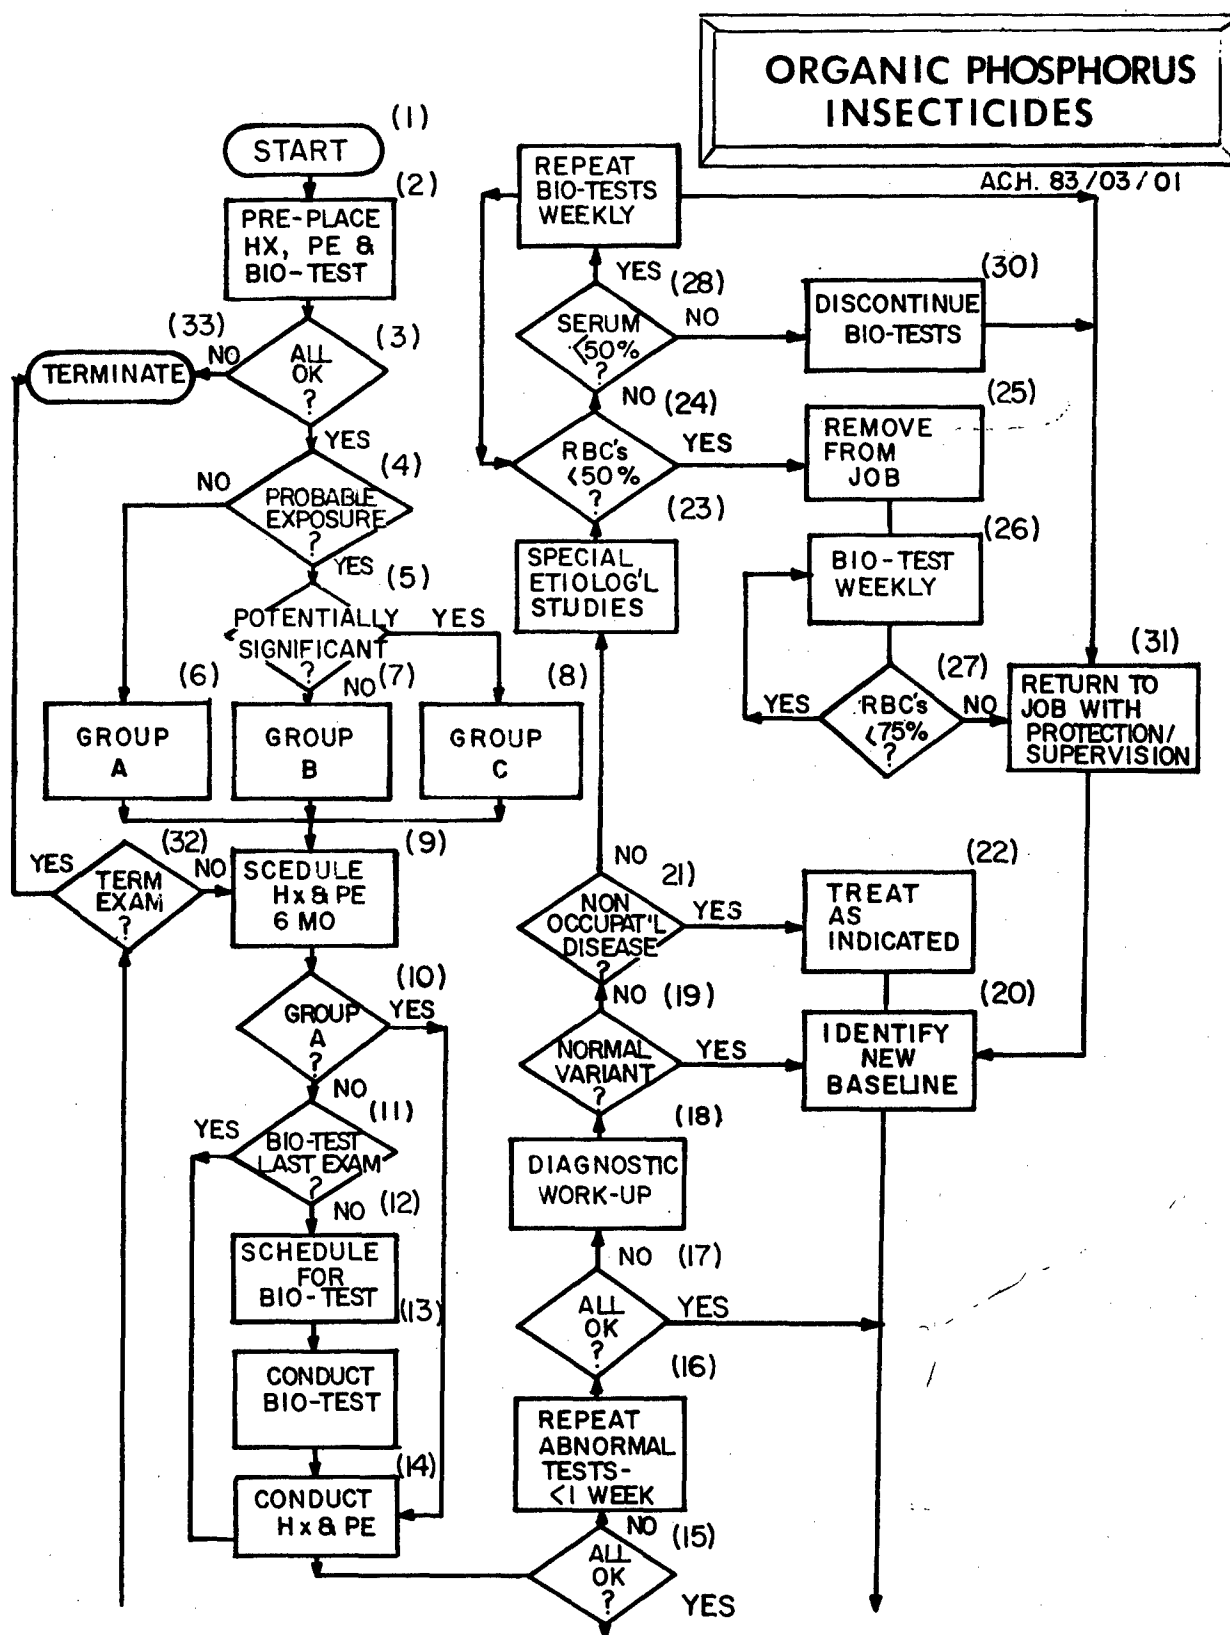 ORGANIC PHOSPHORUS
INSECTICIDES
ACH. 83/03/01
(1)
START
(2)
PRE-PLACE
HX, PE &
BIO-TEST
(33)
NO
TERMINATE
(3)
ALL
OK
?
YES
(4)
NO
PROBABLE
EXPOSURE
?
YES
(5)
POTENTIALLY
SIGNIFICANT
?
YES
NO
(6)
GROUP
A
(7)
GROUP
B
(8)
GROUP
C
(32)
YES
TERM
EXAM
?
NO
(9)
SCEDULE
Hx & PE
6 MO
(10)
GROUP
A
?
YES
NO
(11)
YES
BIO-TEST
LAST EXAM
?
NO
(12)
SCHEDULE
FOR
BIO-TEST
(13)
CONDUCT
BIO-TEST
(14)
CONDUCT
Hx & PE
(15)
ALL
OK
?
NO
YES
(16)
REPEAT
ABNORMAL
TESTS-
<1 WEEK
(17)
ALL
OK
?
NO
YES
(18)
DIAGNOSTIC
WORK-UP
(19)
NORMAL
VARIANT
?
NO
YES
(20)
IDENTIFY
NEW
BASELINE
21)
NON
OCCUPAT'L
DISEASE
?
NO
YES
(22)
TREAT
AS
INDICATED
(23)
SPECIAL
ETIOLOG'L
STUDIES
(24)
RBC's
<50%
?
NO
YES
(25)
REMOVE
FROM
JOB
(26)
BIO-TEST
WEEKLY
(27)
RBC's
<75%
?
YES
NO
(28)
SERUM
<50%
?
YES
NO
REPEAT
BIO-TESTS
WEEKLY
(30)
DISCONTINUE
BIO-TESTS
(31)
RETURN TO
JOB WITH
PROTECTION/
SUPERVISION